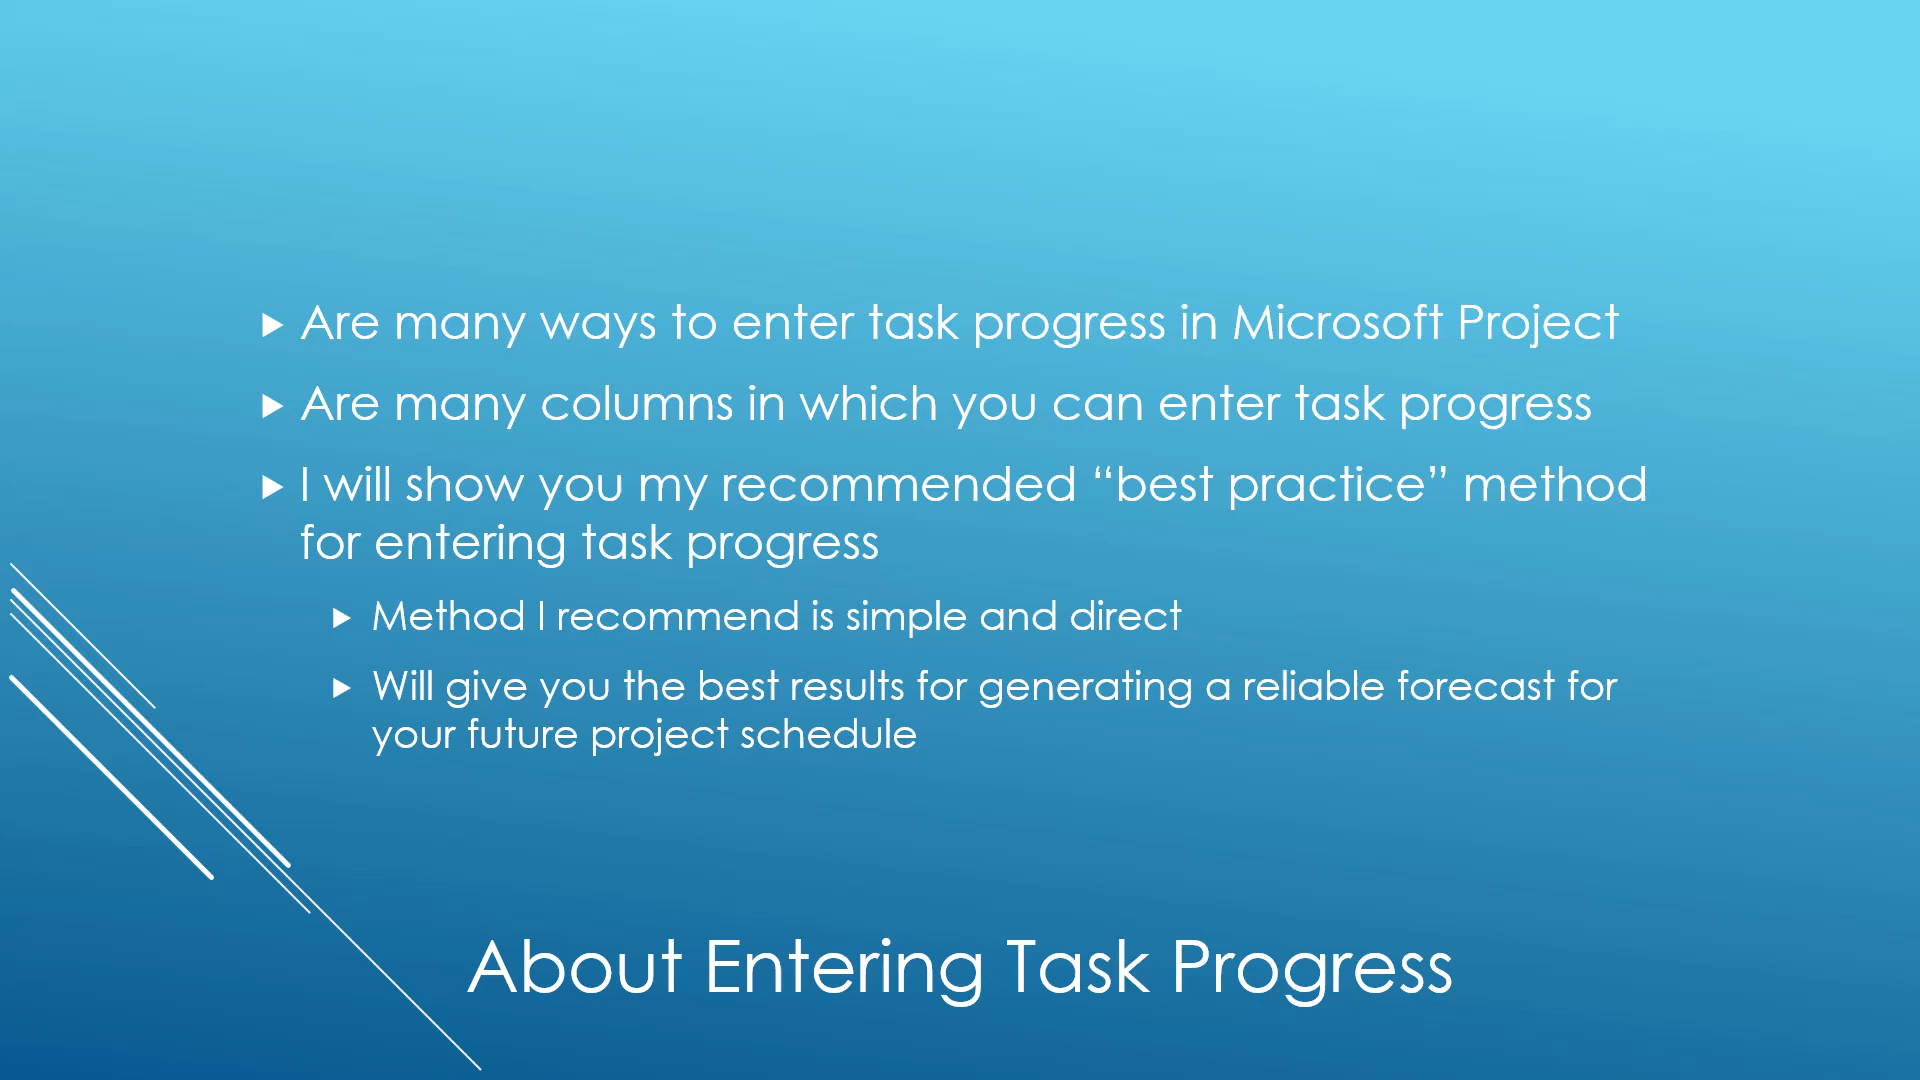 Are many ways to enter task progress in Microsoft Project
Are many columns in which you can enter task progress
I will show you my recommended “best practice” method
for entering task progress
Method I recommend is simple and direct
Will give you the best results for generating a reliable forecast for
your future project schedule
About Entering Task Progress